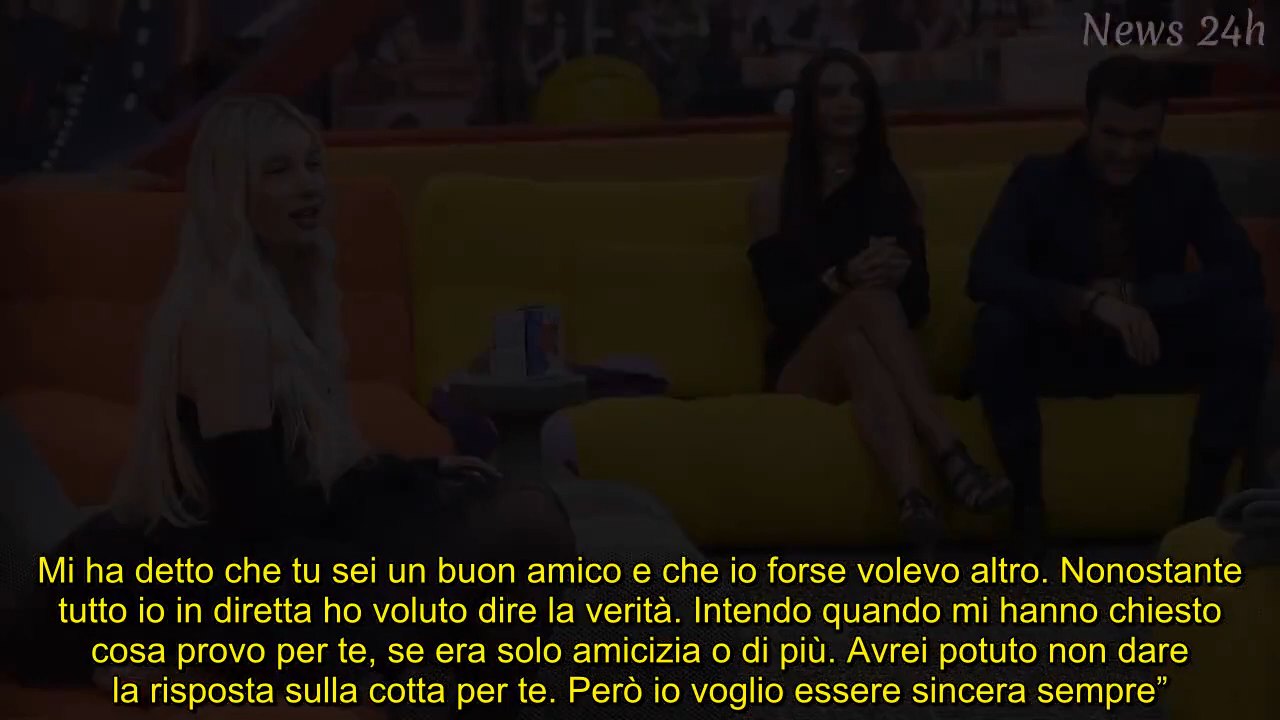 News 24h
Mi ha detto che tu sei un buon amico e che io forse volevo altro. Nonostante
tutto io in diretta ho voluto dire la verità. Intendo quando mi hanno chiesto
cosa provo per te, se era solo amicizia o di più. Avrei potuto non dare
la risposta sulla cotta per te. Però io voglio essere sincera sempre”